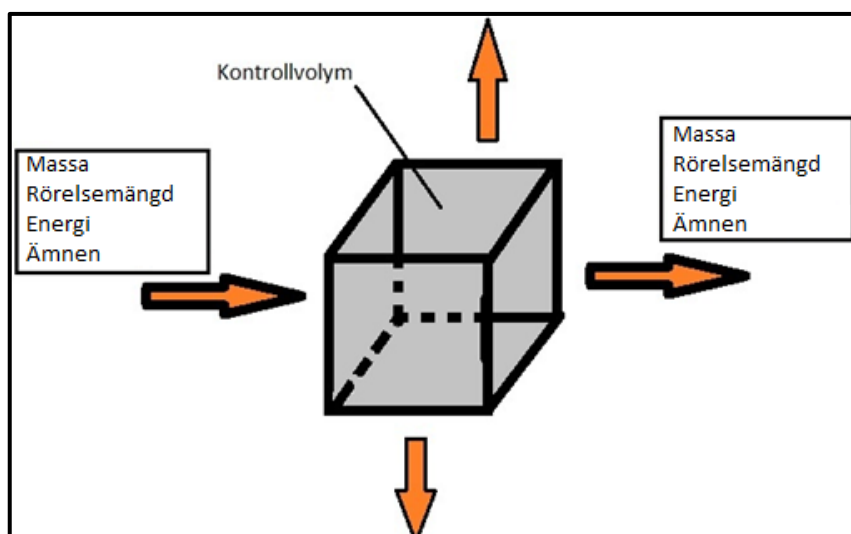 Kontrollvolym
Massa
Rörelsemängd
Energi
Ämnen
Massa
Rörelsemängd
Energi
Ämnen